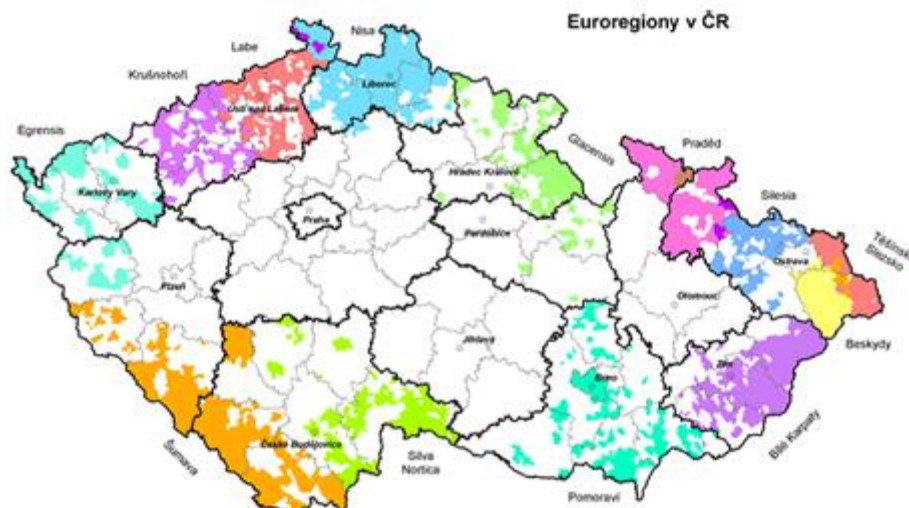 Euroregiony v ČR
Nisa
Labe
Krušnohoří
Egrensis
Liberec
Ústí nad Labem
Karlovy Vary
Glacensis
Praděd
Hradec Králové
Silesia
Praha
Pardubice
Těšínské
Slezsko
Ostrava
Plzeň
Olomouc
Beskydy
Jihlava
Zlín
Brno
Bílé Karpaty
České Budějovice
Šumava
Silva
Nortica
Pomoraví